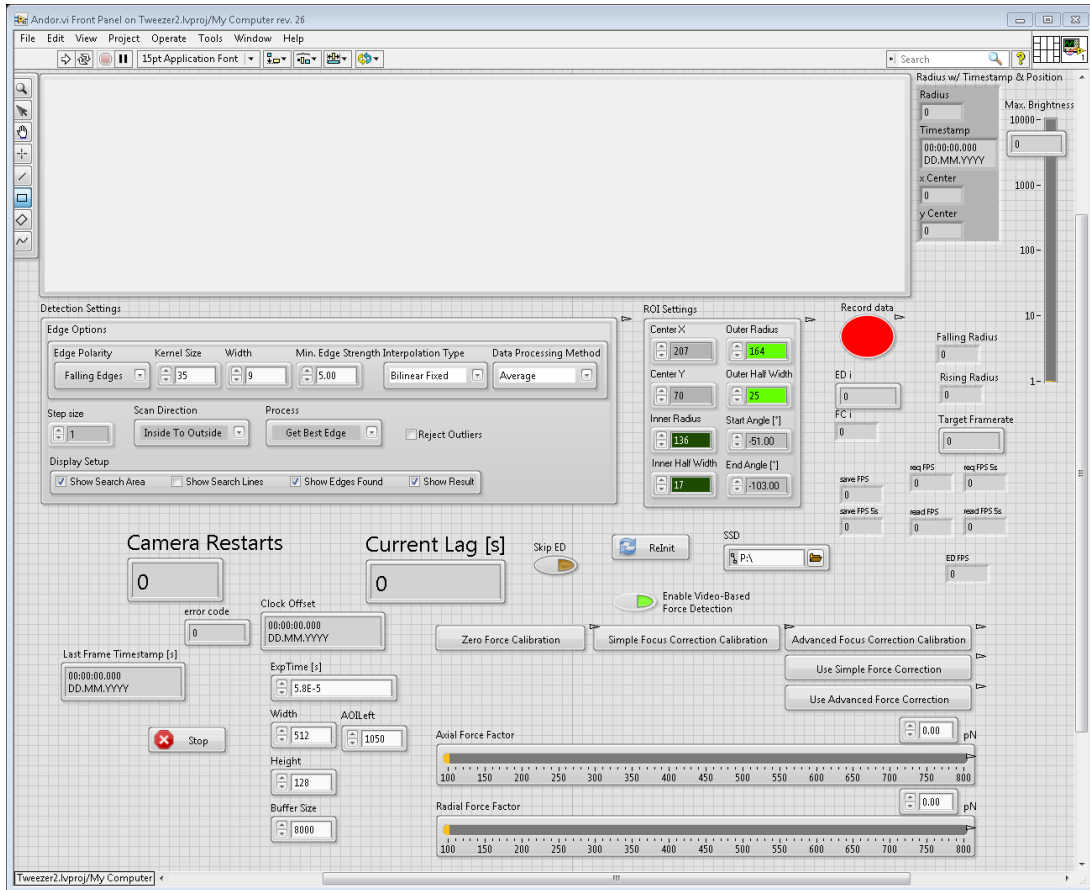 Andor.vi Front Panel on Tweezer2.lvproj/My Computer rev. 26
File Edit View Project Operate Tools Window Help
15pt Application Font
Search
?
1
Radius w/ Timestamp & Position
Radius
0
Timestamp
00:00:00.000
DD.MM.YYYY
x Center
0
y Center
0
Max. Brightness
10000
0
1000
100
10
1
Detection Settings
Edge Options
Edge Polarity Kernel Size Width Min. Edge Strength Interpolation Type Data Processing Method
Falling Edges 35 9 5.00 Bilinear Fixed Average
Step size Scan Direction Process
1 Inside To Outside Get Best Edge Reject Outliers
Display Setup
Show Search Area Show Search Lines Show Edges Found Show Result
ROI Settings
Center X Outer Radius
207 164
Center Y Outer Half Width
70 25
Inner Radius Start Angle [°]
136 -51.00
Inner Half Width End Angle [°]
17 -103.00
Record data
ED i
0
FC i
0
Falling Radius
0
Rising Radius
0
Target Framerate
0
req FPS req FPS 5s
save FPS 0 0
0
save FPS 5s read FPS read FPS 5s
0 0 0
ED FPS
0
Camera Restarts
0
Current Lag [s]
0
Skip ED
ReInit
SSD
P:\
Enable Video-Based
Force Detection
error code
0
Clock Offset
00:00:00.000
DD.MM.YYYY
Last Frame Timestamp [s]
00:00:00.000
DD.MM.YYYY
Zero Force Calibration Simple Focus Correction Calibration Advanced Focus Correction Calibration
Use Simple Force Correction
Use Advanced Force Correction
ExpTime [s]
5.8E-5
Width AOILeft
512 1050
Stop
Height
128
Buffer Size
8000
Axial Force Factor 0.00 pN
100 150 200 250 300 350 400 450 500 550 600 650 700 750 800
Radial Force Factor 0.00 pN
100 150 200 250 300 350 400 450 500 550 600 650 700 750 800
Tweezer2.lvproj/My Computer